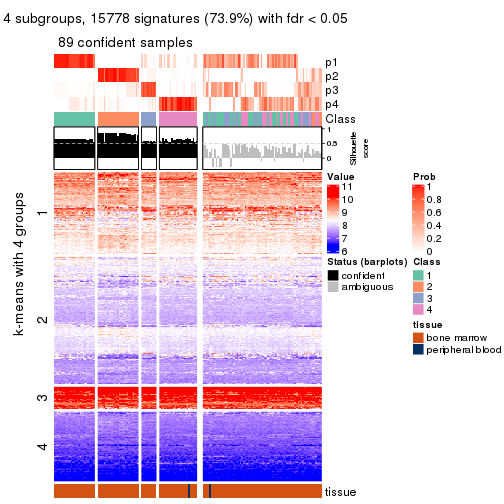 4 subgroups, 15778 signatures (73.9%) with fdr < 0.05
89 confident samples
p1
p2
p3
p4
Class
1
0.5
0
Silhouette
score
k-means with 4 groups
1
2
3
4
tissue
Value
11
10
9
8
7
6
Prob
1
0.8
0.6
0.4
0.2
0
Status (barplots)
confident
ambiguous
Class
1
2
3
4
tissue
bone marrow
peripheral blood